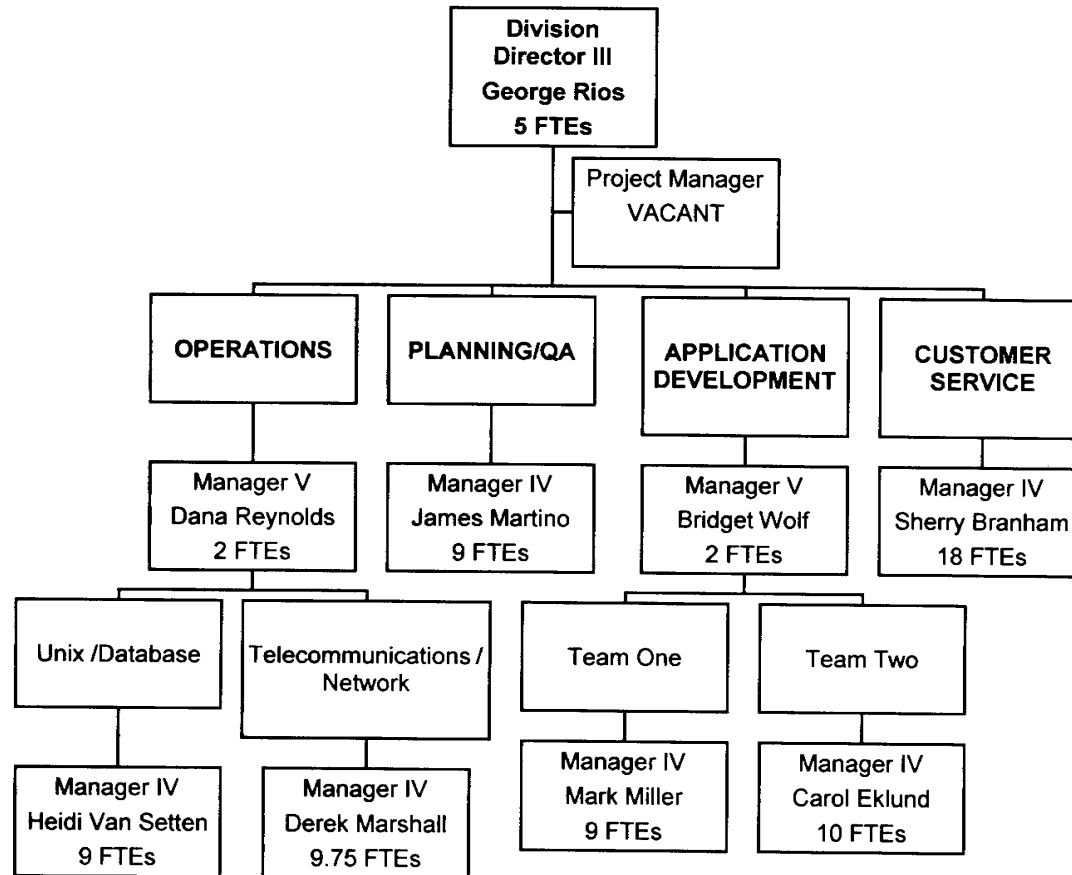 Division
Director III
George Rios
5 FTEs
Project Manager
VACANT
OPERATIONS
PLANNING/QA
APPLICATION
DEVELOPMENT
CUSTOMER
SERVICE
Manager V
Dana Reynolds
2 FTEs
Manager IV
James Martino
9 FTEs
Manager V
Bridget Wolf
2 FTEs
Manager IV
Sherry Branham
18 FTEs
Unix /Database
Telecommunications /
Network
Team One
Team Two
Manager IV
Heidi Van Setten
9 FTEs
Manager IV
Derek Marshall
9.75 FTEs
Manager IV
Mark Miller
9 FTEs
Manager IV
Carol Eklund
10 FTEs